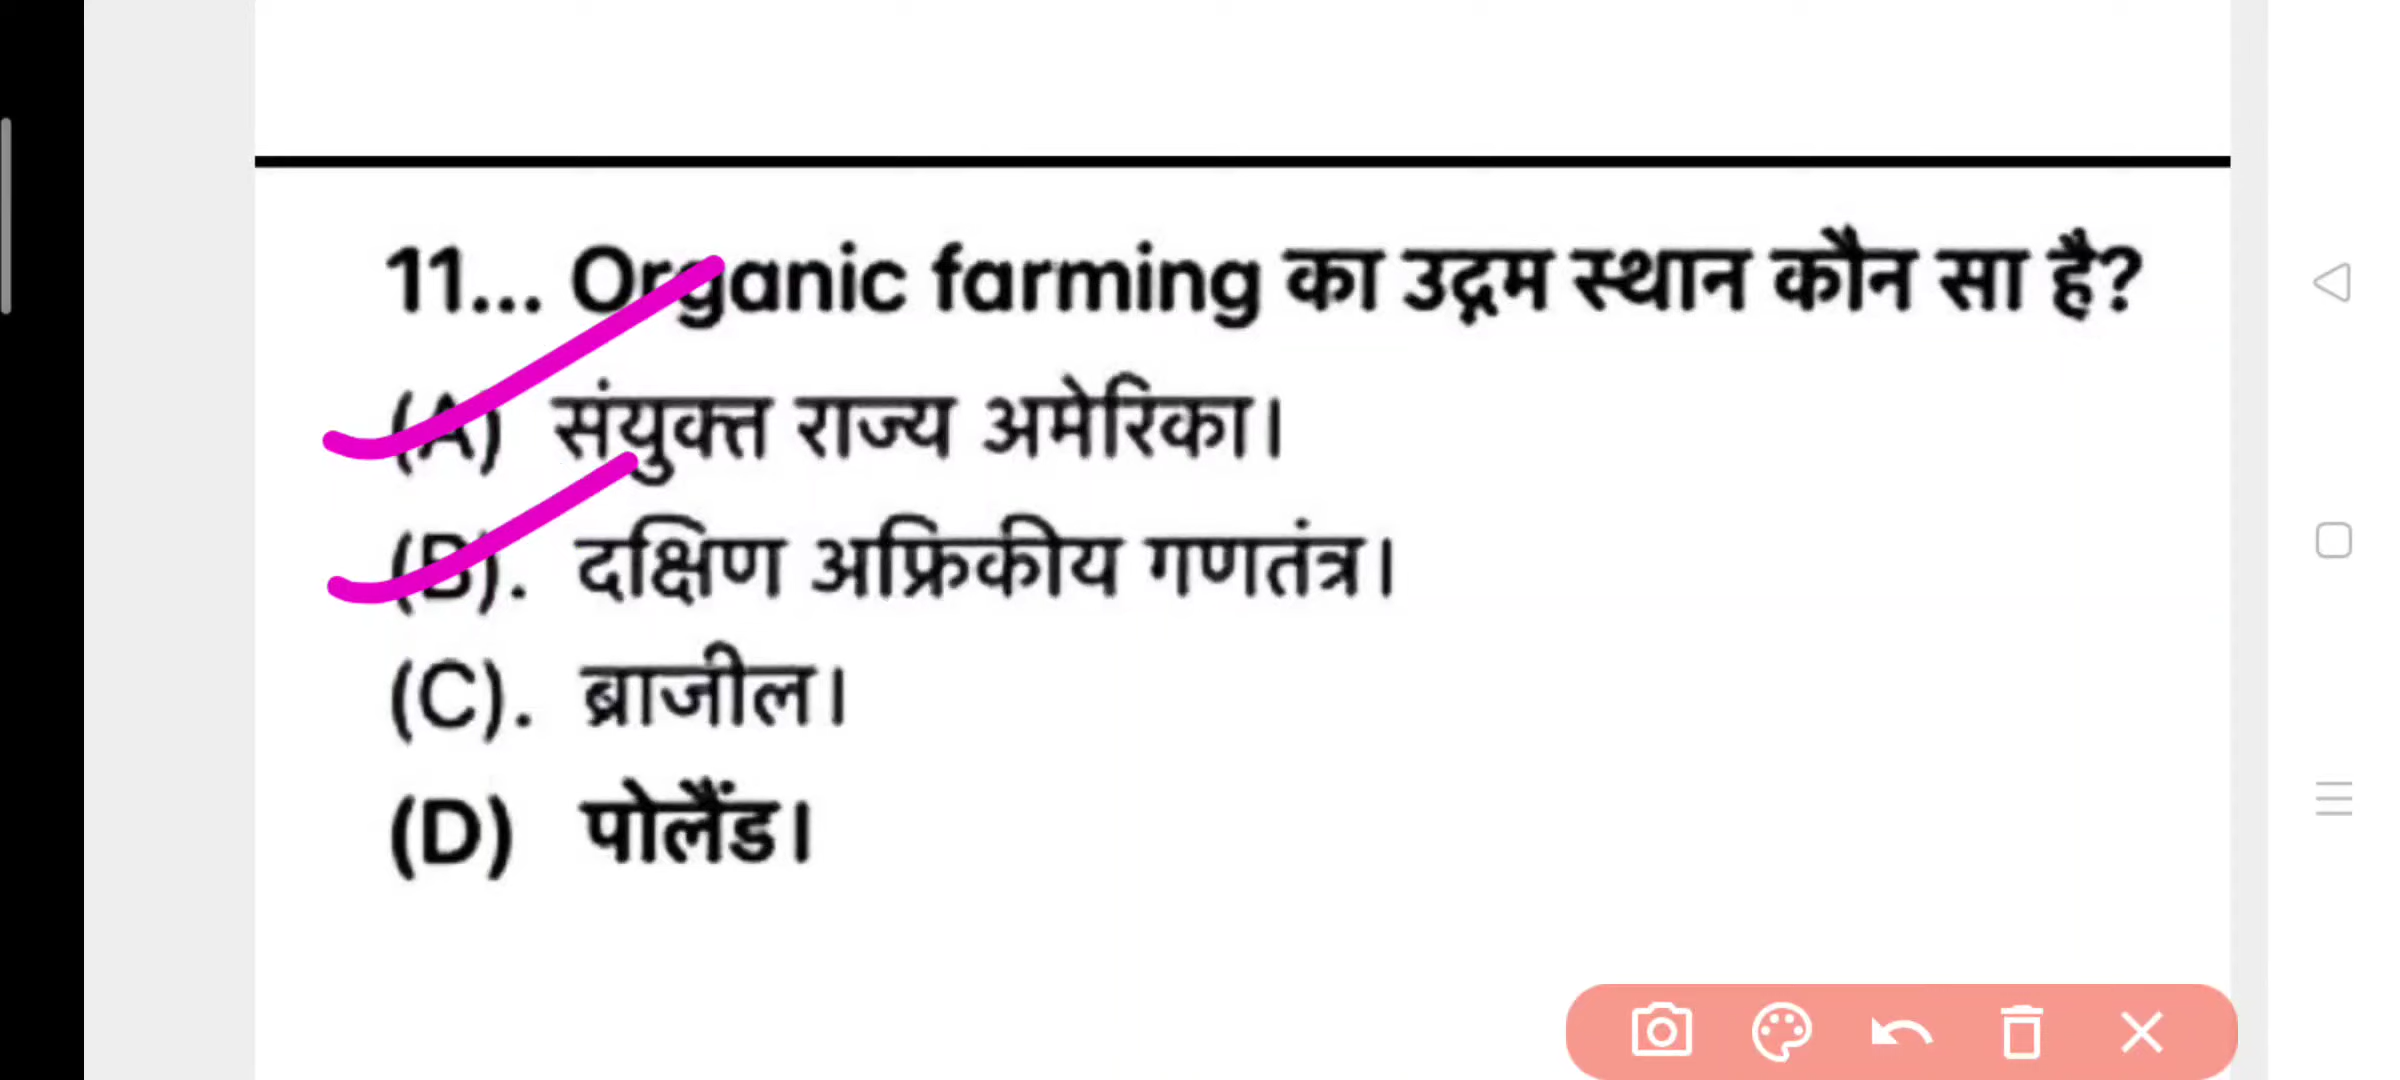 11... Organic farming का उद्गम स्थान कौन सा है?
(A) संयुक्त राज्य अमेरिका।
(B). दक्षिण अफ्रिकीय गणतंत्र।
(C). ब्राजील।
(D) पोलैंड।